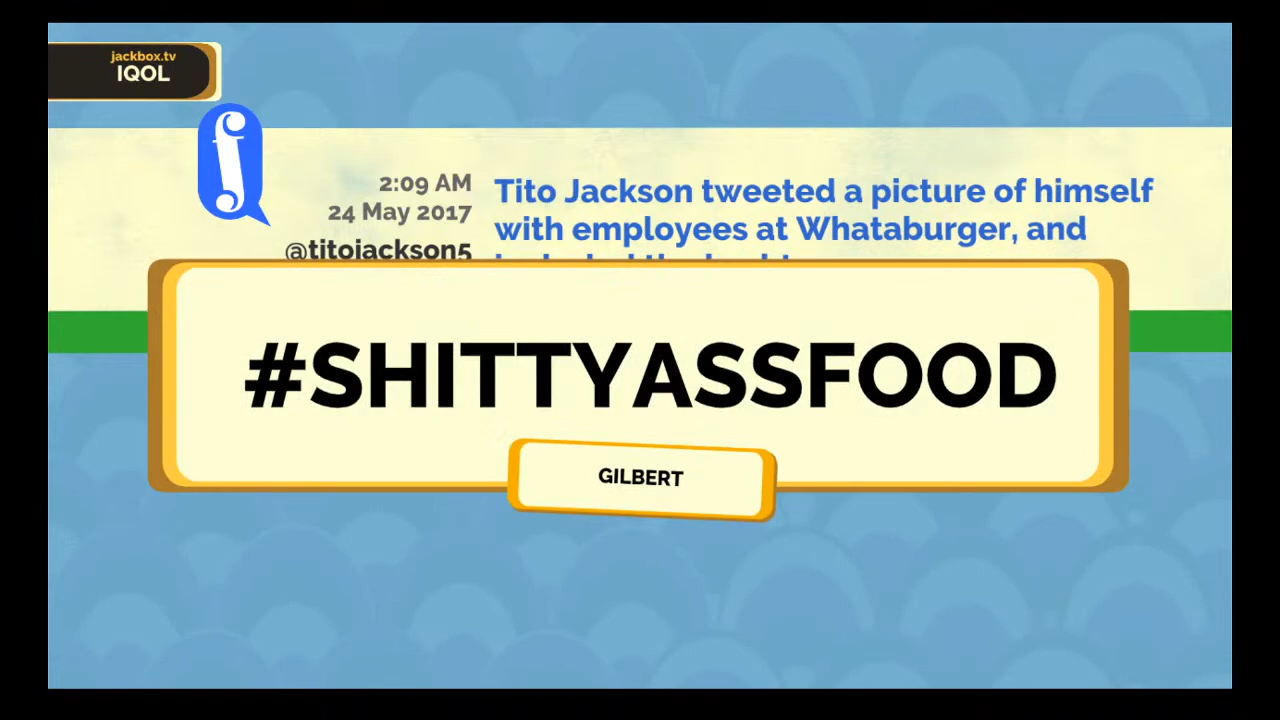 jackbox.tv
IQOL
2:09 AM
24 May 2017
@titojackson5
Tito Jackson tweeted a picture of himself
with employees at Whataburger, and
#SHITTYASSFOOD
GILBERT